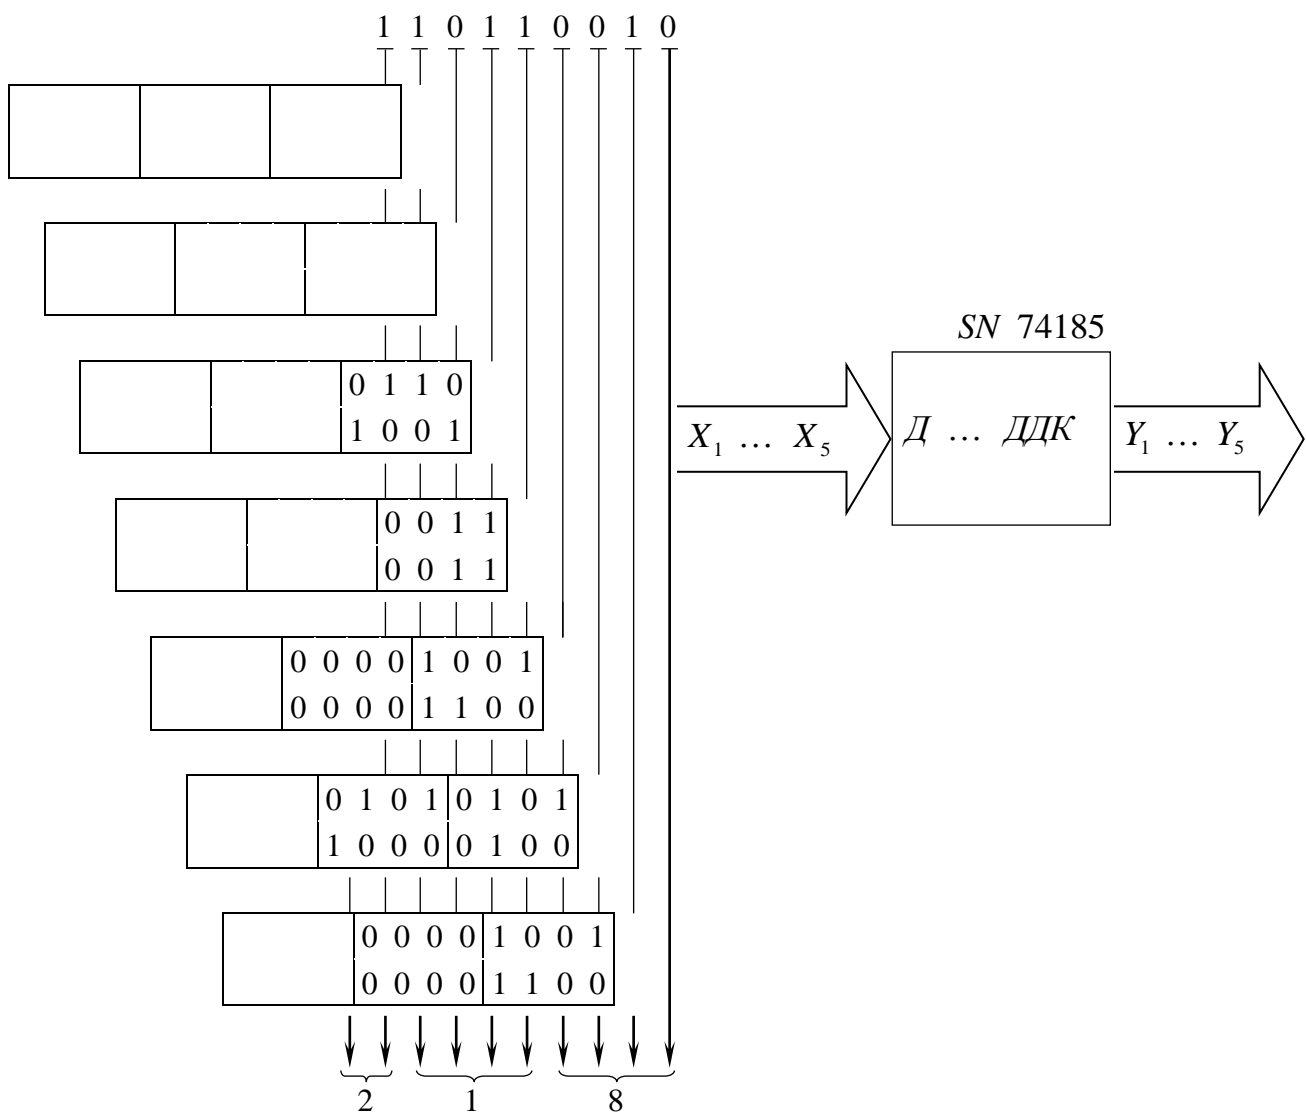 1 1 0 1 1 0 0 1 0
SN 74185
0 1 1 0
1 0 0 1
X1 ... X5
Д ... ДДК
Y1 ... Y5
0 0 1 1
0 0 1 1
0 0 0 0 1 0 0 1
0 0 0 0 1 1 0 0
0 1 0 1 0 1 0 1
1 0 0 0 0 1 0 0
0 0 0 0 1 0 0 1
0 0 0 0 1 1 0 0
2 1 8